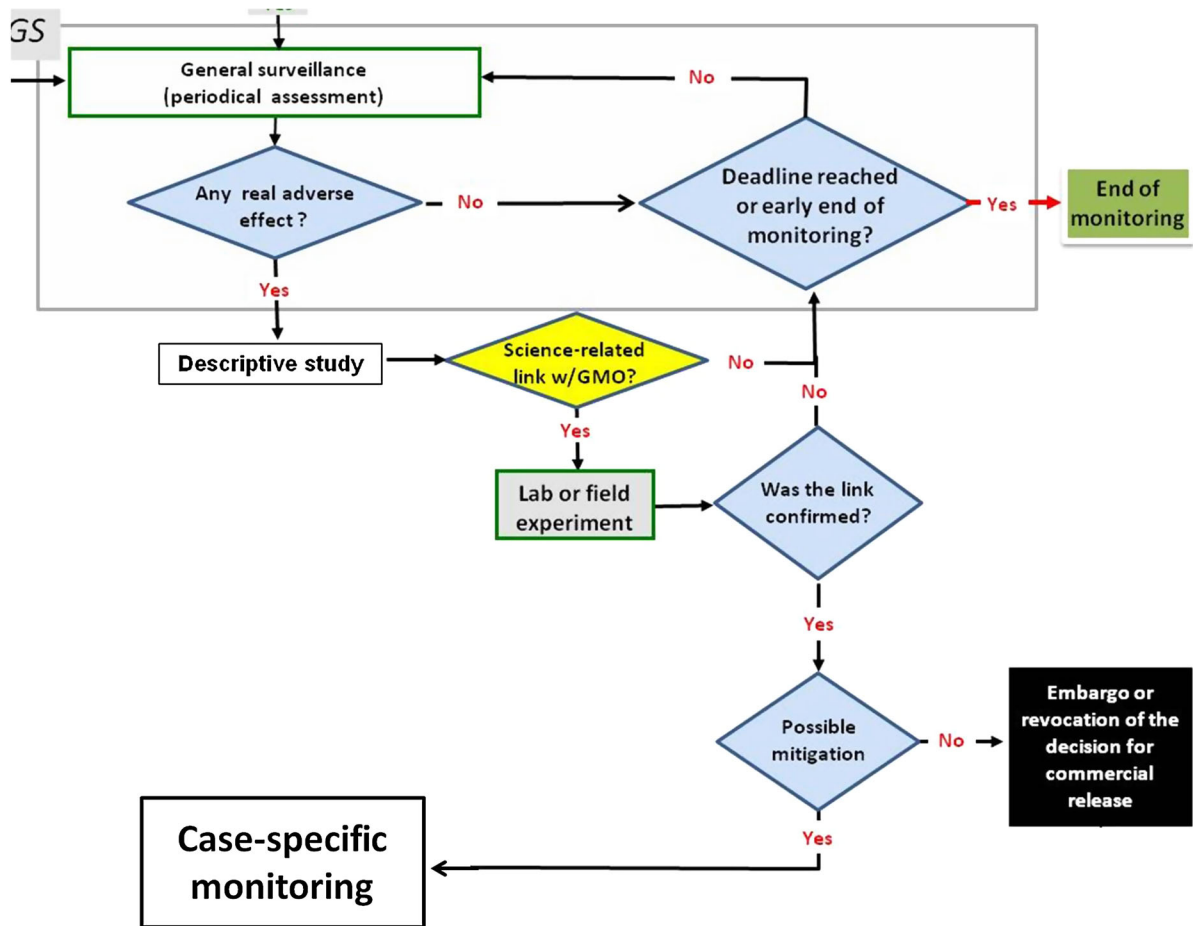 GS
General surveillance
(periodical assessment)
No
Any real adverse
effect ?
No
Deadline reached
or early end of
monitoring?
Yes
End of
monitoring
Yes
Descriptive study
Science-related
link w/GMO?
No
No
Yes
Lab or field
experiment
Was the link
confirmed?
Yes
Possible
mitigation
No
Embargo or
revocation of the
decision for
commercial
release
Yes
Case-specific
monitoring